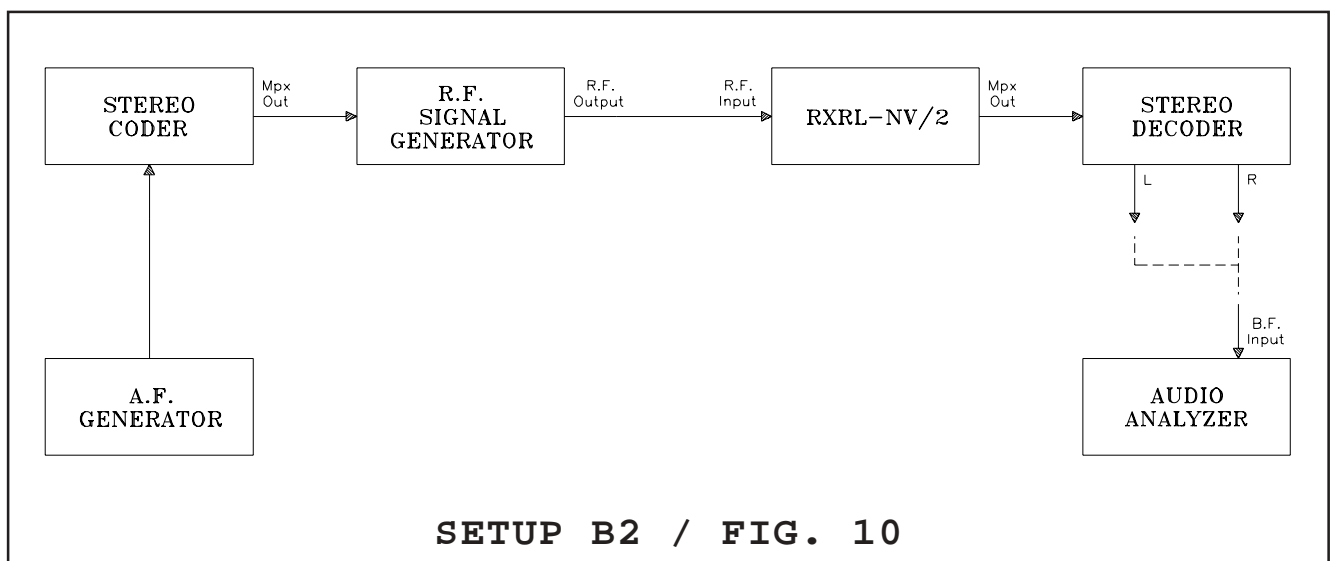 STEREO
CODER
Mpx
Out
R.F.
SIGNAL
GENERATOR
R.F.
Output
R.F.
Input
RXRL-NV/2
Mpx
Out
STEREO
DECODER
L
R
B.F.
Input
A.F.
GENERATOR
AUDIO
ANALYZER
SETUP B2 / FIG. 10